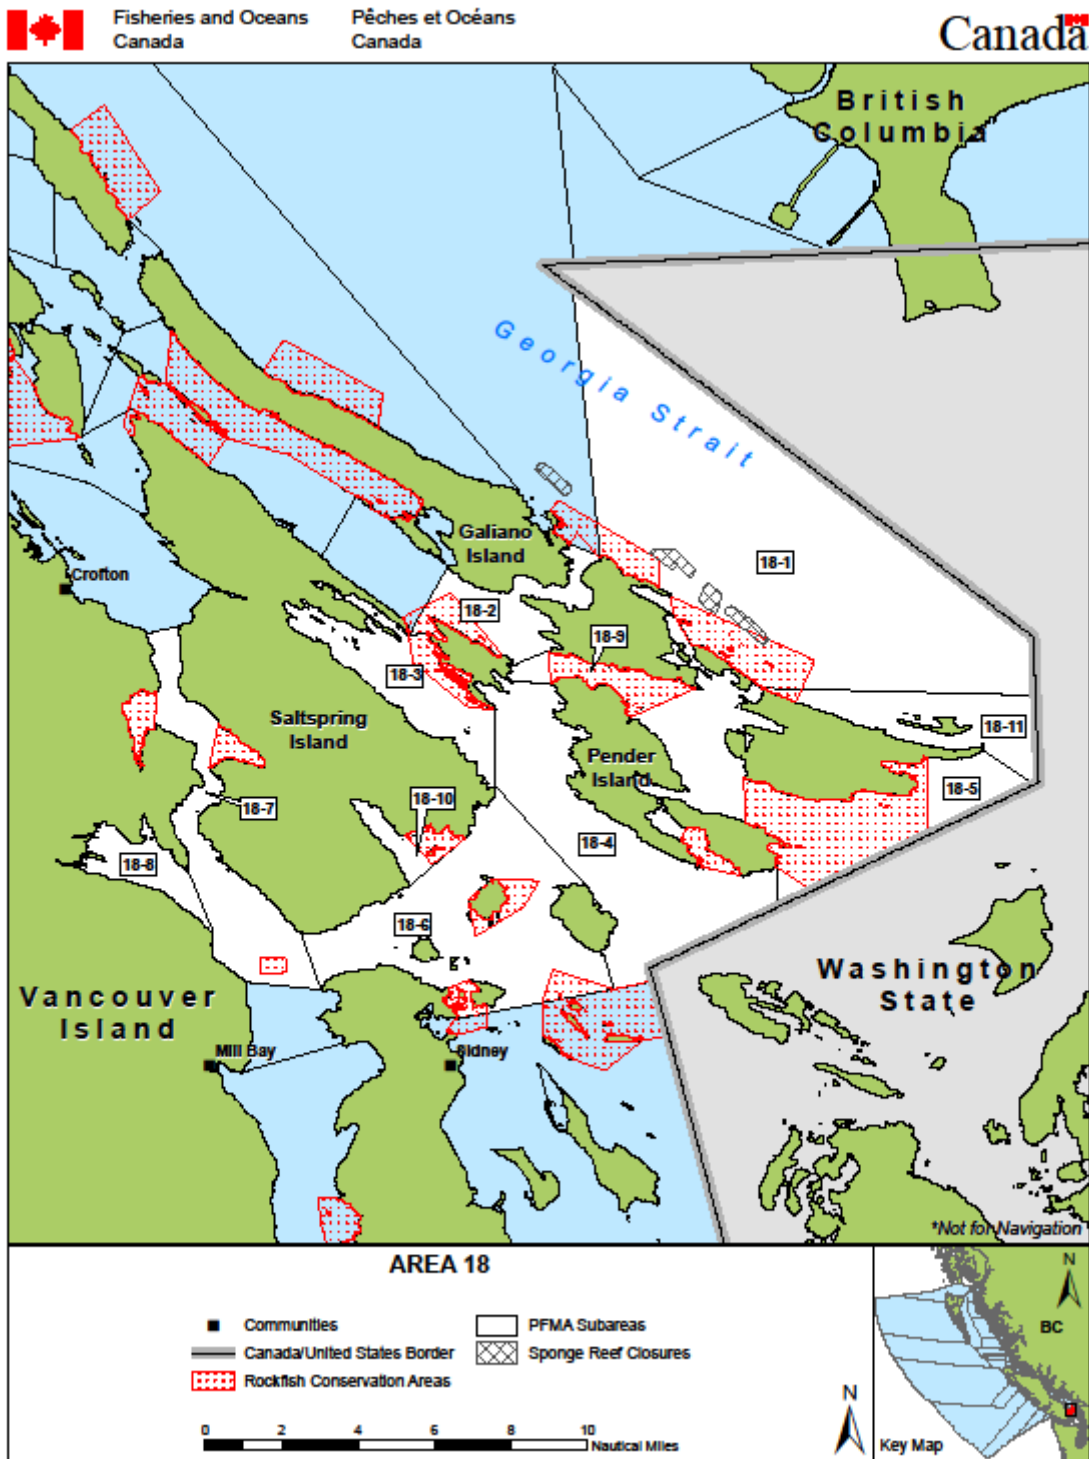 Fisheries and Oceans
Canada
Pêches et Océans
Canada
Canada
British
Columbia
Georgia Strait
Galiano
Island
18-1
18-2
18-9
Crofton
18-3
Saltspring
Island
18-11
Pender
Island
18-5
18-10
18-7
18-4
18-8
18-6
Washington
State
Vancouver
Island
Mill Bay
Sidney
*Not for Navigation
AREA 18
Communities
Canada/United States Border
Rockfish Conservation Areas
PFMA Subareas
Sponge Reef Closures
0 2 4 6 8 10
Nautical Miles
N
N
BC
Key Map